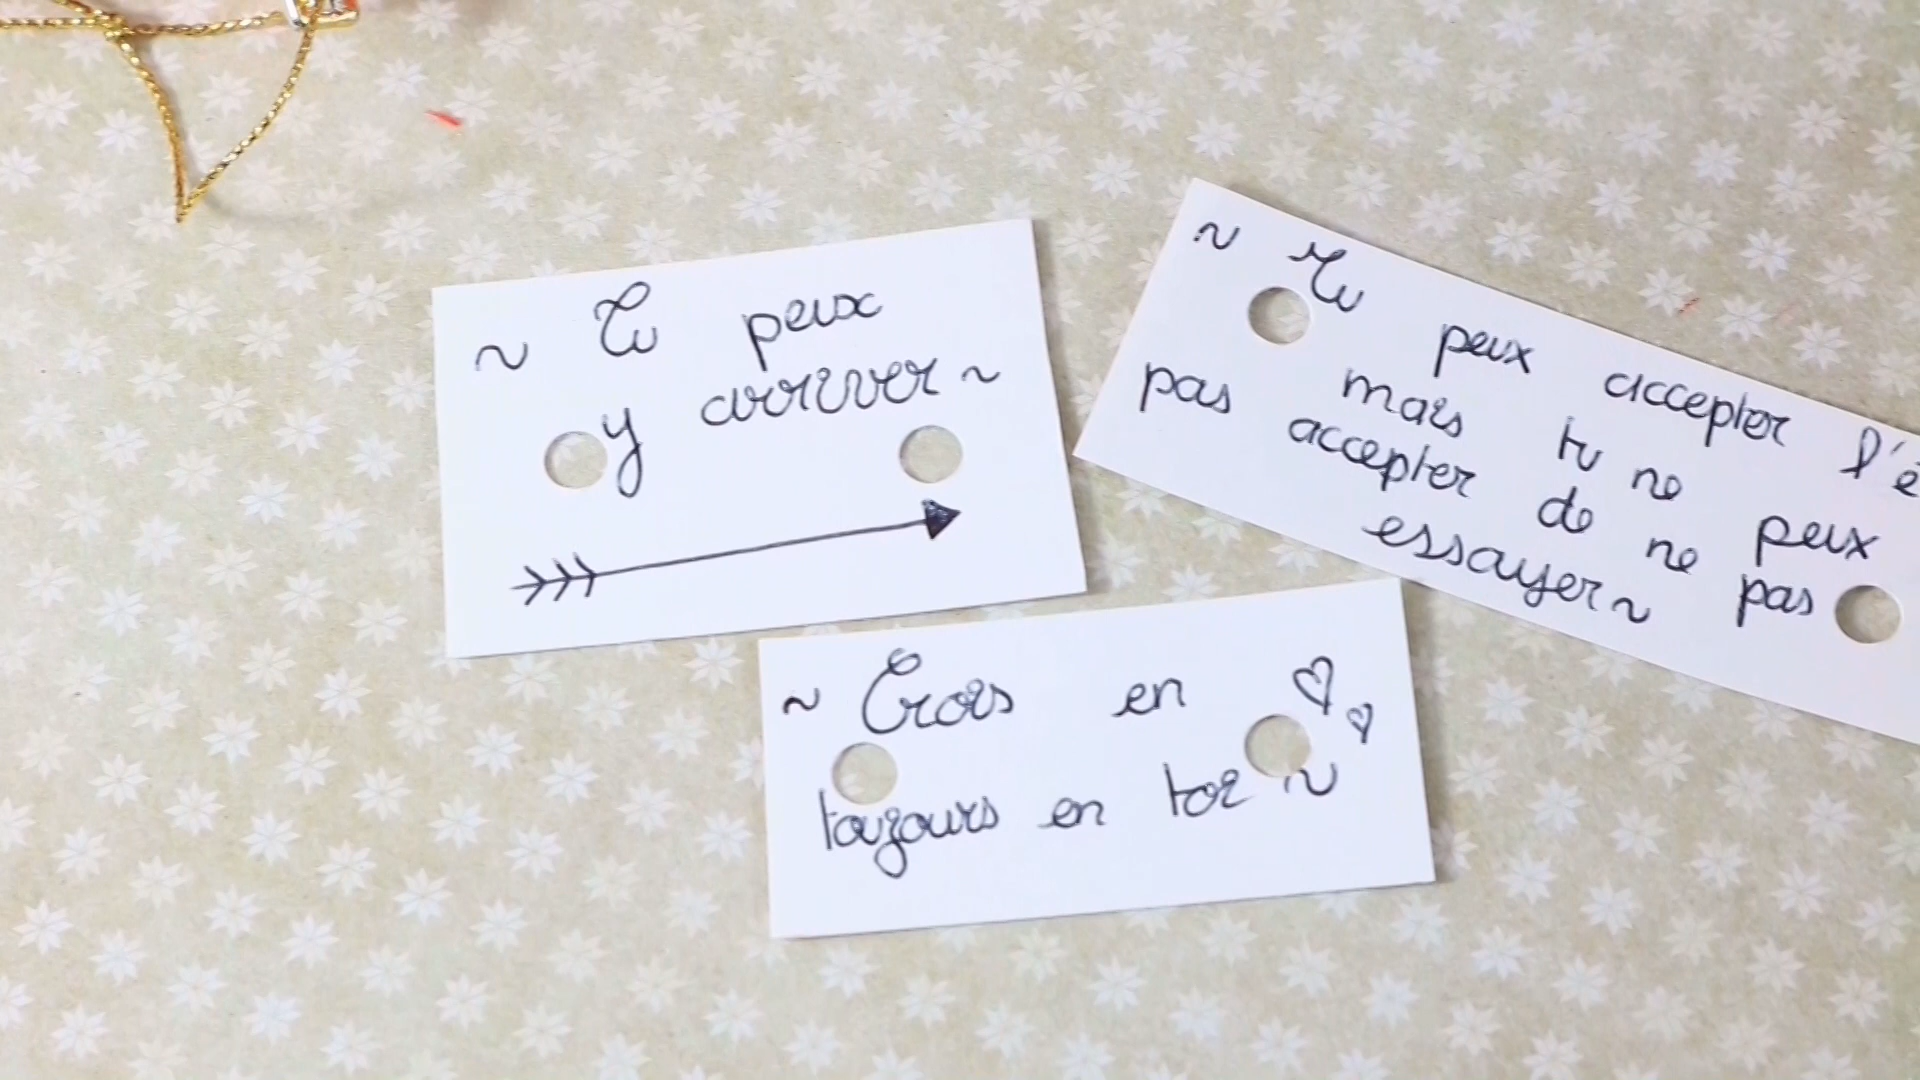 ~ Tu peux
y arriver ~
~ Tu peux accepter l'é
mais tu ne peux
pas accepter de ne pas
essayer ~
~ Crois en
toujours en toi ~